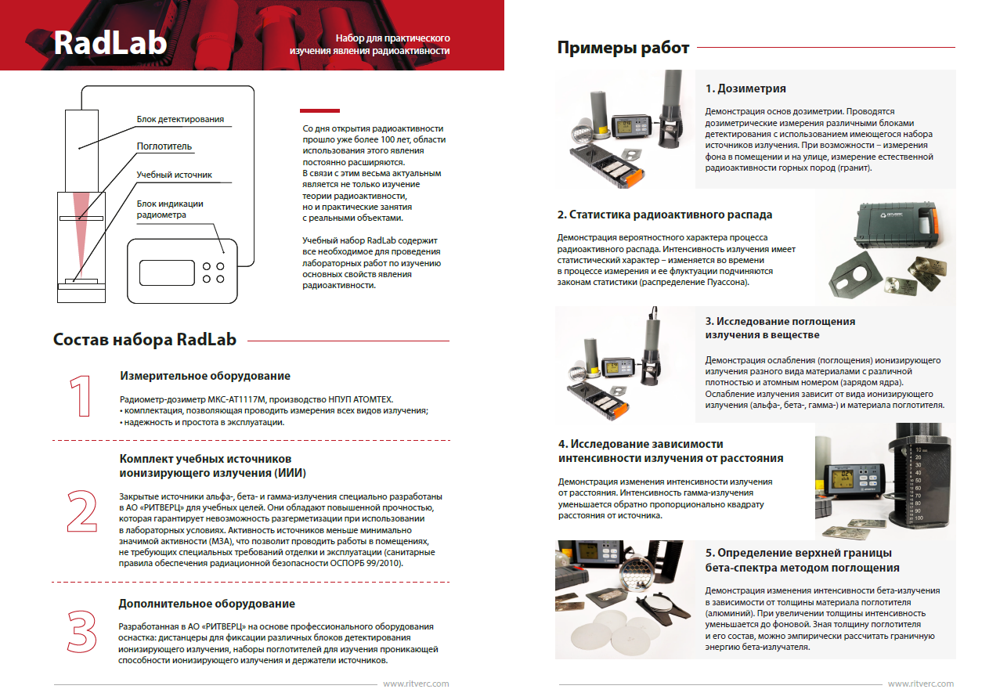 RadLab
Набор для практического
изучения явления радиоактивности
Блок детектирования
Поглотитель
Учебный источник
Блок индикации
радиометра
Со дня открытия радиоактивности
прошло уже более 100 лет, области
использования этого явления
постоянно расширяются.
В связи с этим весьма актуальным
является не только изучение
теории радиоактивности,
но и практические занятия
с реальными объектами.
Учебный набор RadLab содержит
все необходимое для проведения
лабораторных работ по изучению
основных свойств явления
радиоактивности.
Состав набора RadLab
1
Измерительное оборудование
Радиометр-дозиметр МКС-АТ1117М, производство НПУП АТОМТЕХ.
• комплектация, позволяющая проводить измерения всех видов излучения;
• надежность и простота в эксплуатации.
2
Комплект учебных источников
ионизирующего излучения (ИИИ)
Закрытые источники альфа-, бета- и гамма-излучения специально разработаны
в АО «РИТВЕРЦ» для учебных целей. Они обладают повышенной прочностью,
которая гарантирует невозможность разгерметизации при использовании
в лабораторных условиях. Активность источников меньше минимально
значимой активности (МЗА), что позволит проводить работы в помещениях,
не требующих специальных требований отделки и эксплуатации (санитарные
правила обеспечения радиационной безопасности ОСПОРБ 99/2010).
3
Дополнительное оборудование
Разработанная в АО «РИТВЕРЦ» на основе профессионального оборудования
оснастка: дистанцеры для фиксации различных блоков детектирования
ионизирующего излучения, наборы поглотителей для изучения проникающей
способности ионизирующего излучения и держатели источников.
www.ritverc.com
Примеры работ
1. Дозиметрия
Демонстрация основ дозиметрии. Проводятся
дозиметрические измерения различными блоками
детектирования с использованием имеющегося набора
источников излучения. При возможности – измерения
фона в помещении и на улице, измерение естественной
радиоактивности горных пород (гранит).
2. Статистика радиоактивного распада
Демонстрация вероятностного характера процесса
радиоактивного распада. Интенсивность излучения имеет
статистический характер – изменяется во времени
в процессе измерения и ее флуктуации подчиняются
законам статистики (распределение Пуассона).
РИТВЕРЦ
3. Исследование поглощения
излучения в веществе
Демонстрация ослабления (поглощения) ионизирующего
излучения разного вида материалами с различной
плотностью и атомным номером (зарядом ядра).
Ослабление излучения зависит от вида ионизирующего
излучения (альфа-, бета-, гамма-) и материала поглотителя.
4. Исследование зависимости
интенсивности излучения от расстояния
Демонстрация изменения интенсивности излучения
от расстояния. Интенсивность гамма-излучения
уменьшается обратно пропорционально квадрату
расстояния от источника.
10 мм
20
30
40
50
60
70
80
90
100
5. Определение верхней границы
бета-спектра методом поглощения
Демонстрация изменения интенсивности бета-излучения
в зависимости от толщины материала поглотителя
(алюминий). При увеличении толщины интенсивность
уменьшается до фоновой. Зная толщину поглотителя
и его состав, можно эмпирически рассчитать граничную
энергию бета-излучателя.
www.ritverc.com